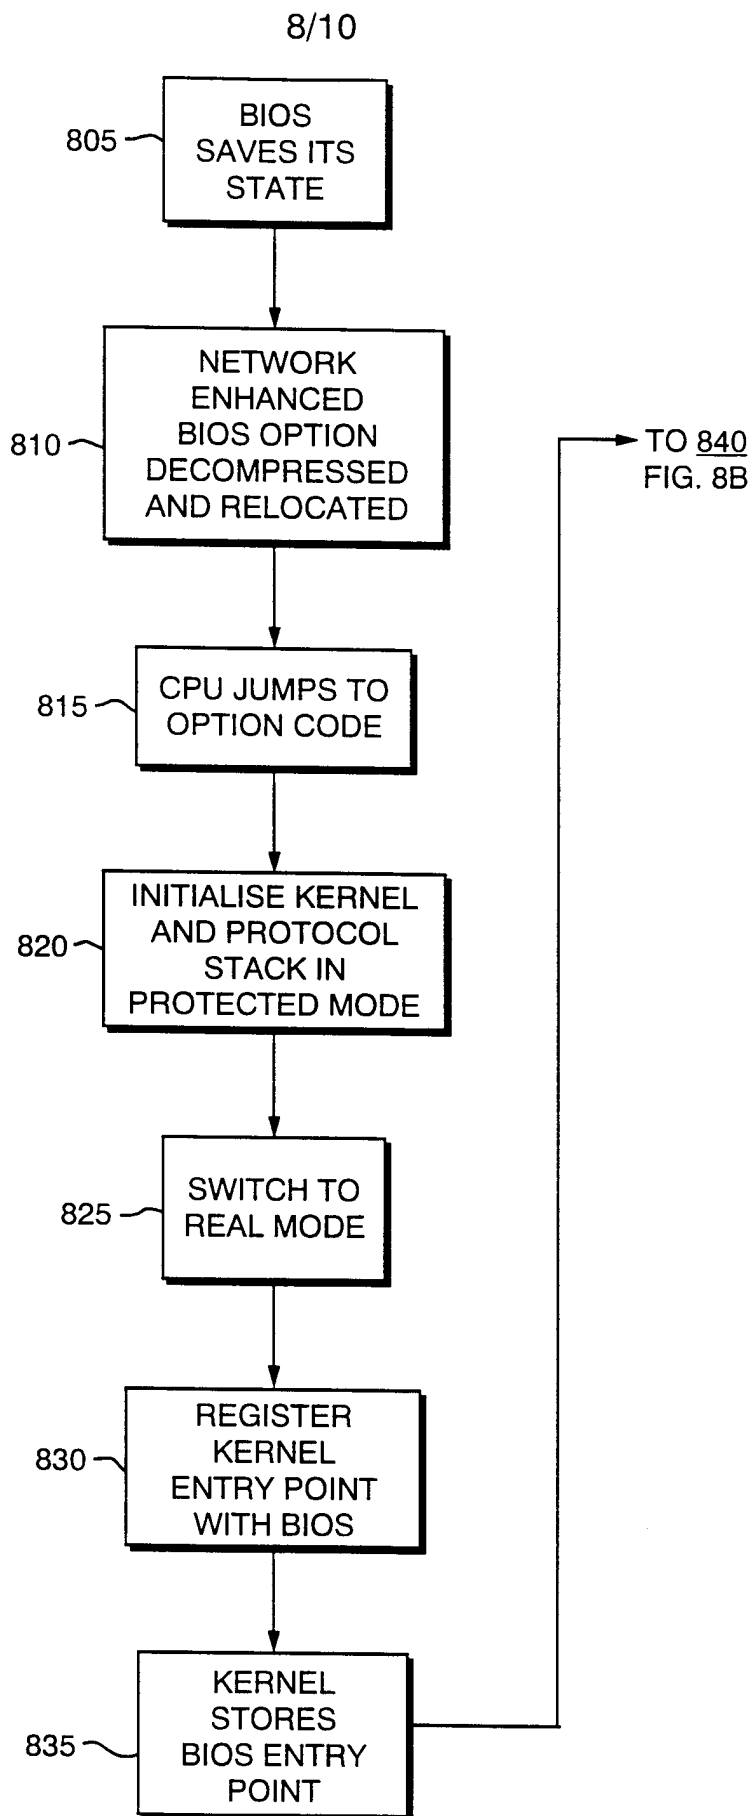 8/10
805
BIOS
SAVES ITS
STATE
810
NETWORK
ENHANCED
BIOS OPTION
DECOMPRESSED
AND RELOCATED
TO 840
FIG. 8B
815
CPU JUMPS TO
OPTION CODE
820
INITIALISE KERNEL
AND PROTOCOL
STACK IN
PROTECTED MODE
825
SWITCH TO
REAL MODE
830
REGISTER
KERNEL
ENTRY POINT
WITH BIOS
835
KERNEL
STORES
BIOS ENTRY
POINT